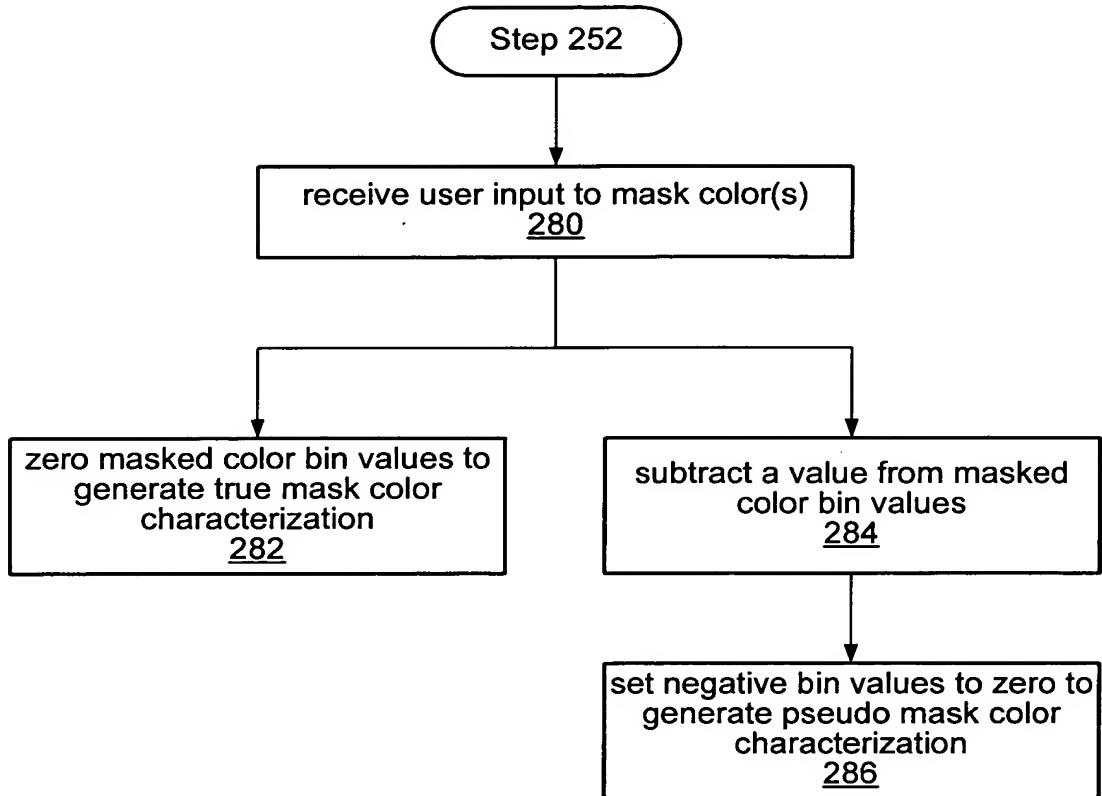 Step 252
receive user input to mask color(s)
280
zero masked color bin values to
generate true mask color
characterization
282
subtract a value from masked
color bin values
284
set negative bin values to zero to
generate pseudo mask color
characterization
286